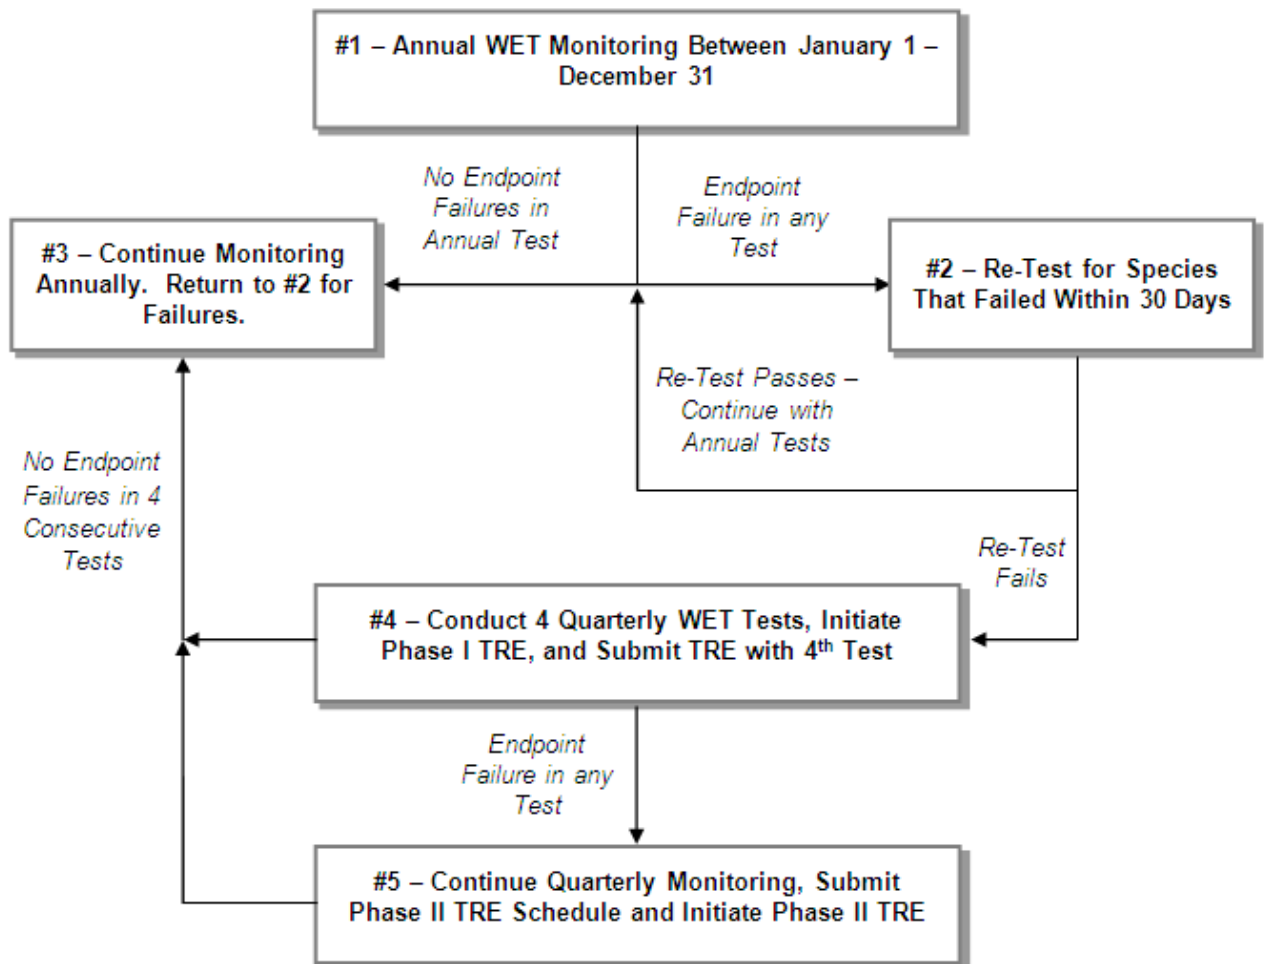 #1 – Annual WET Monitoring Between January 1 –
December 31
No Endpoint
Failures in
Annual Test
Endpoint
Failure in any
Test
#3 – Continue Monitoring
Annually. Return to #2 for
Failures.
#2 – Re-Test for Species
That Failed Within 30 Days
Re-Test Passes –
Continue with
Annual Tests
No Endpoint
Failures in 4
Consecutive
Tests
Re-Test
Fails
#4 – Conduct 4 Quarterly WET Tests, Initiate
Phase I TRE, and Submit TRE with 4th Test
Endpoint
Failure in any
Test
#5 – Continue Quarterly Monitoring, Submit
Phase II TRE Schedule and Initiate Phase II TRE